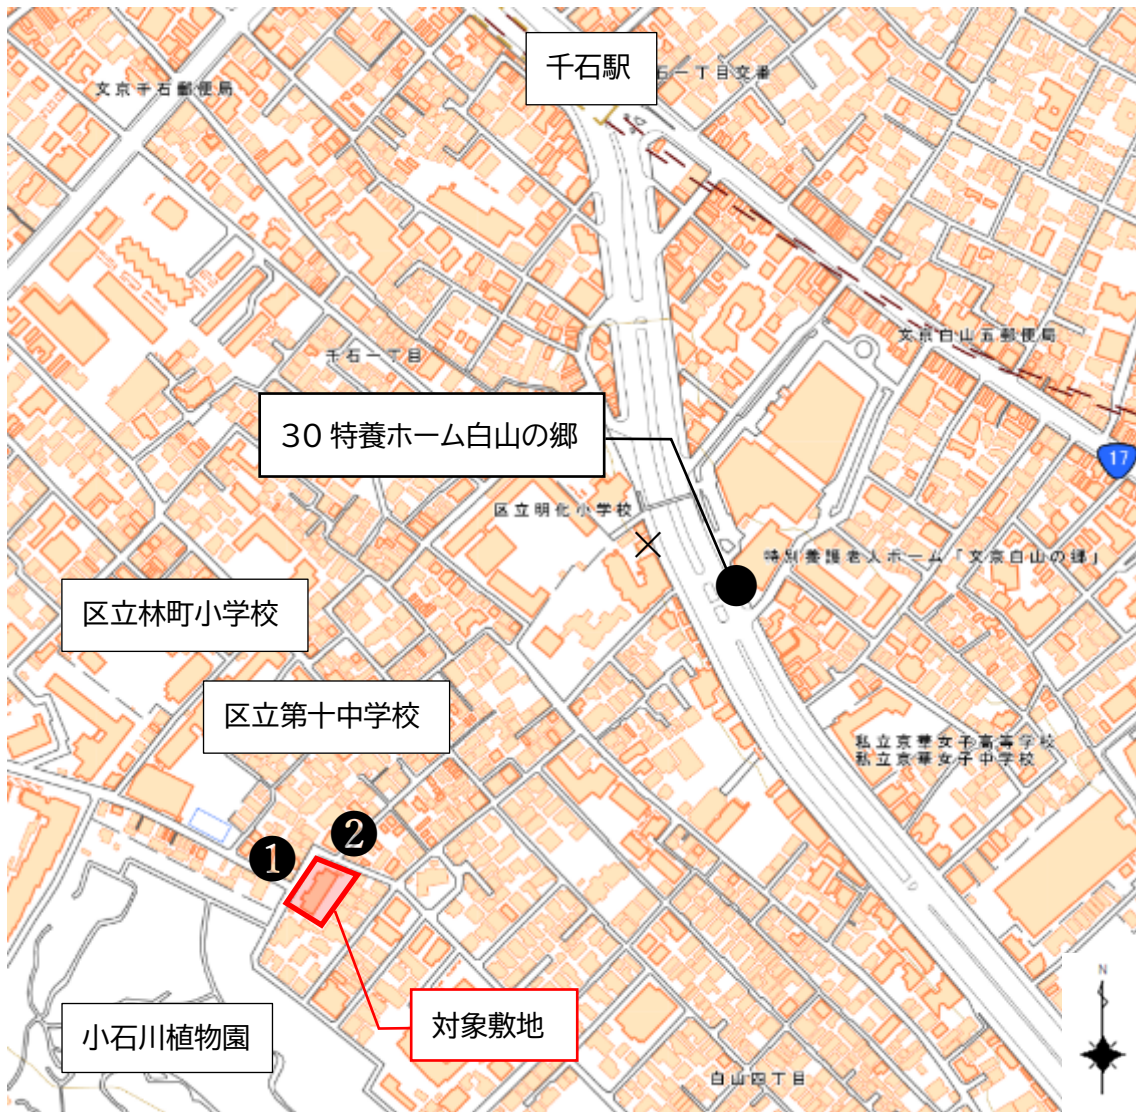 千石駅
石一丁目交番
文京千石郵便局
文京白山五郵便局
千石一丁目
30 特養ホーム白山の郷
17
区立明化小学校
特別養護老人ホーム「文京白山の郷」
区立林町小学校
区立第十中学校
私立京華女子高等学校
私立京華女子中学校
❷
❶
N
対象敷地
小石川植物園
白山四丁目